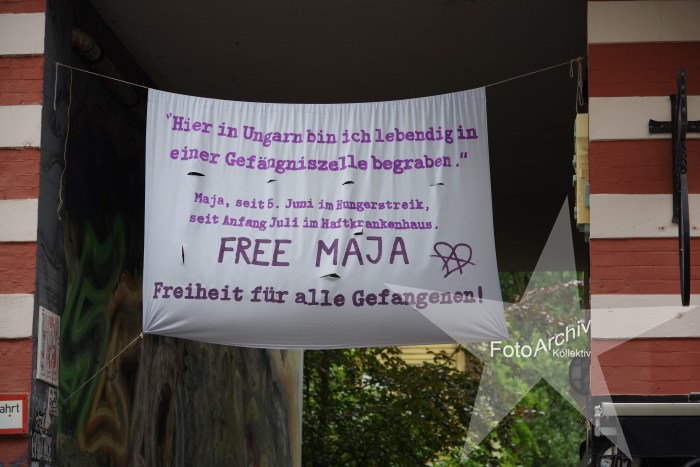 "Hier in Ungarn bin ich lebendig in
einer Gefängniszelle begraben."
Maja, seit 5. Juni im Hungerstreik,
seit Anfang Juli im Haftkrankenhaus.
FREE MAJA
Freiheit für alle Gefangenen!
FotoArchiv
Kollektiv
ahrt